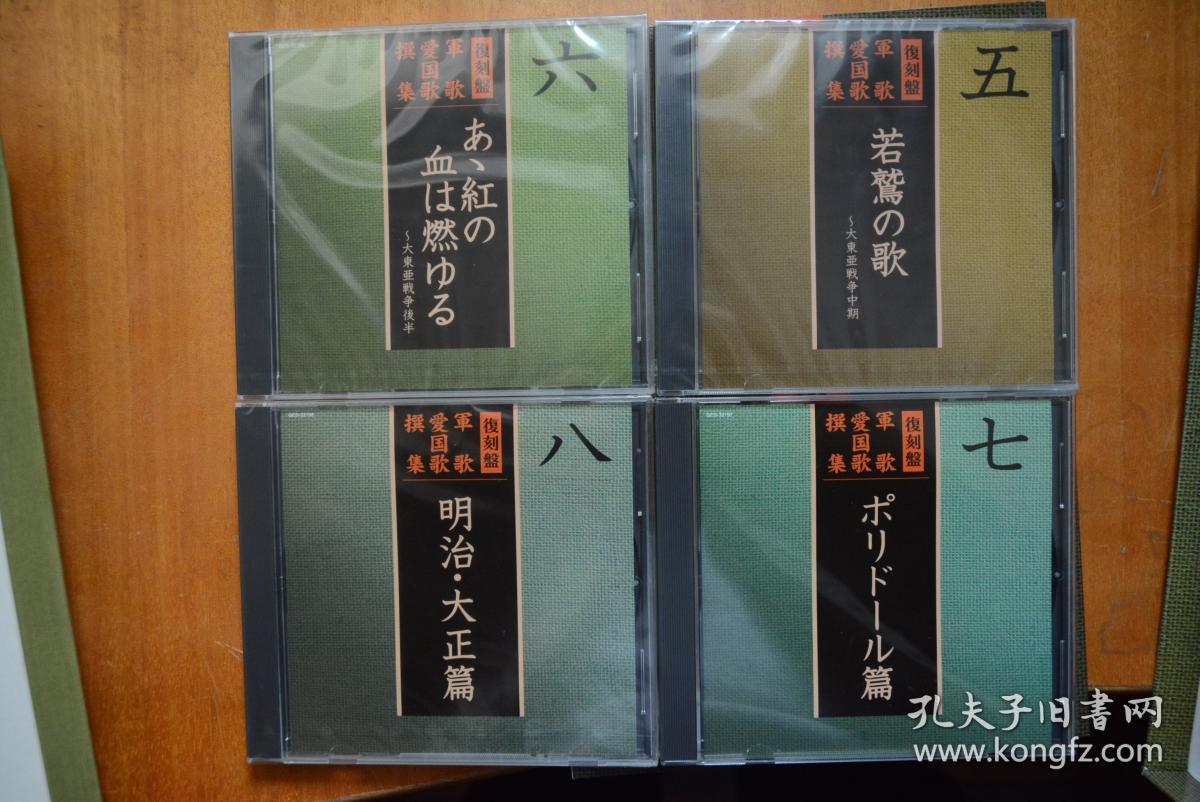 六
復刻盤
軍歌
愛国歌
撰集
あゝ紅の
血は燃ゆる
～大東亜戦争後半
五
復刻盤
軍歌
愛国歌
撰集
若鷲の歌
～大東亜戦争中期
八
復刻盤
軍歌
愛国歌
撰集
明治・大正篇
七
復刻盤
軍歌
愛国歌
撰集
ポリドール篇
孔夫子旧書网
www.kongfz.com